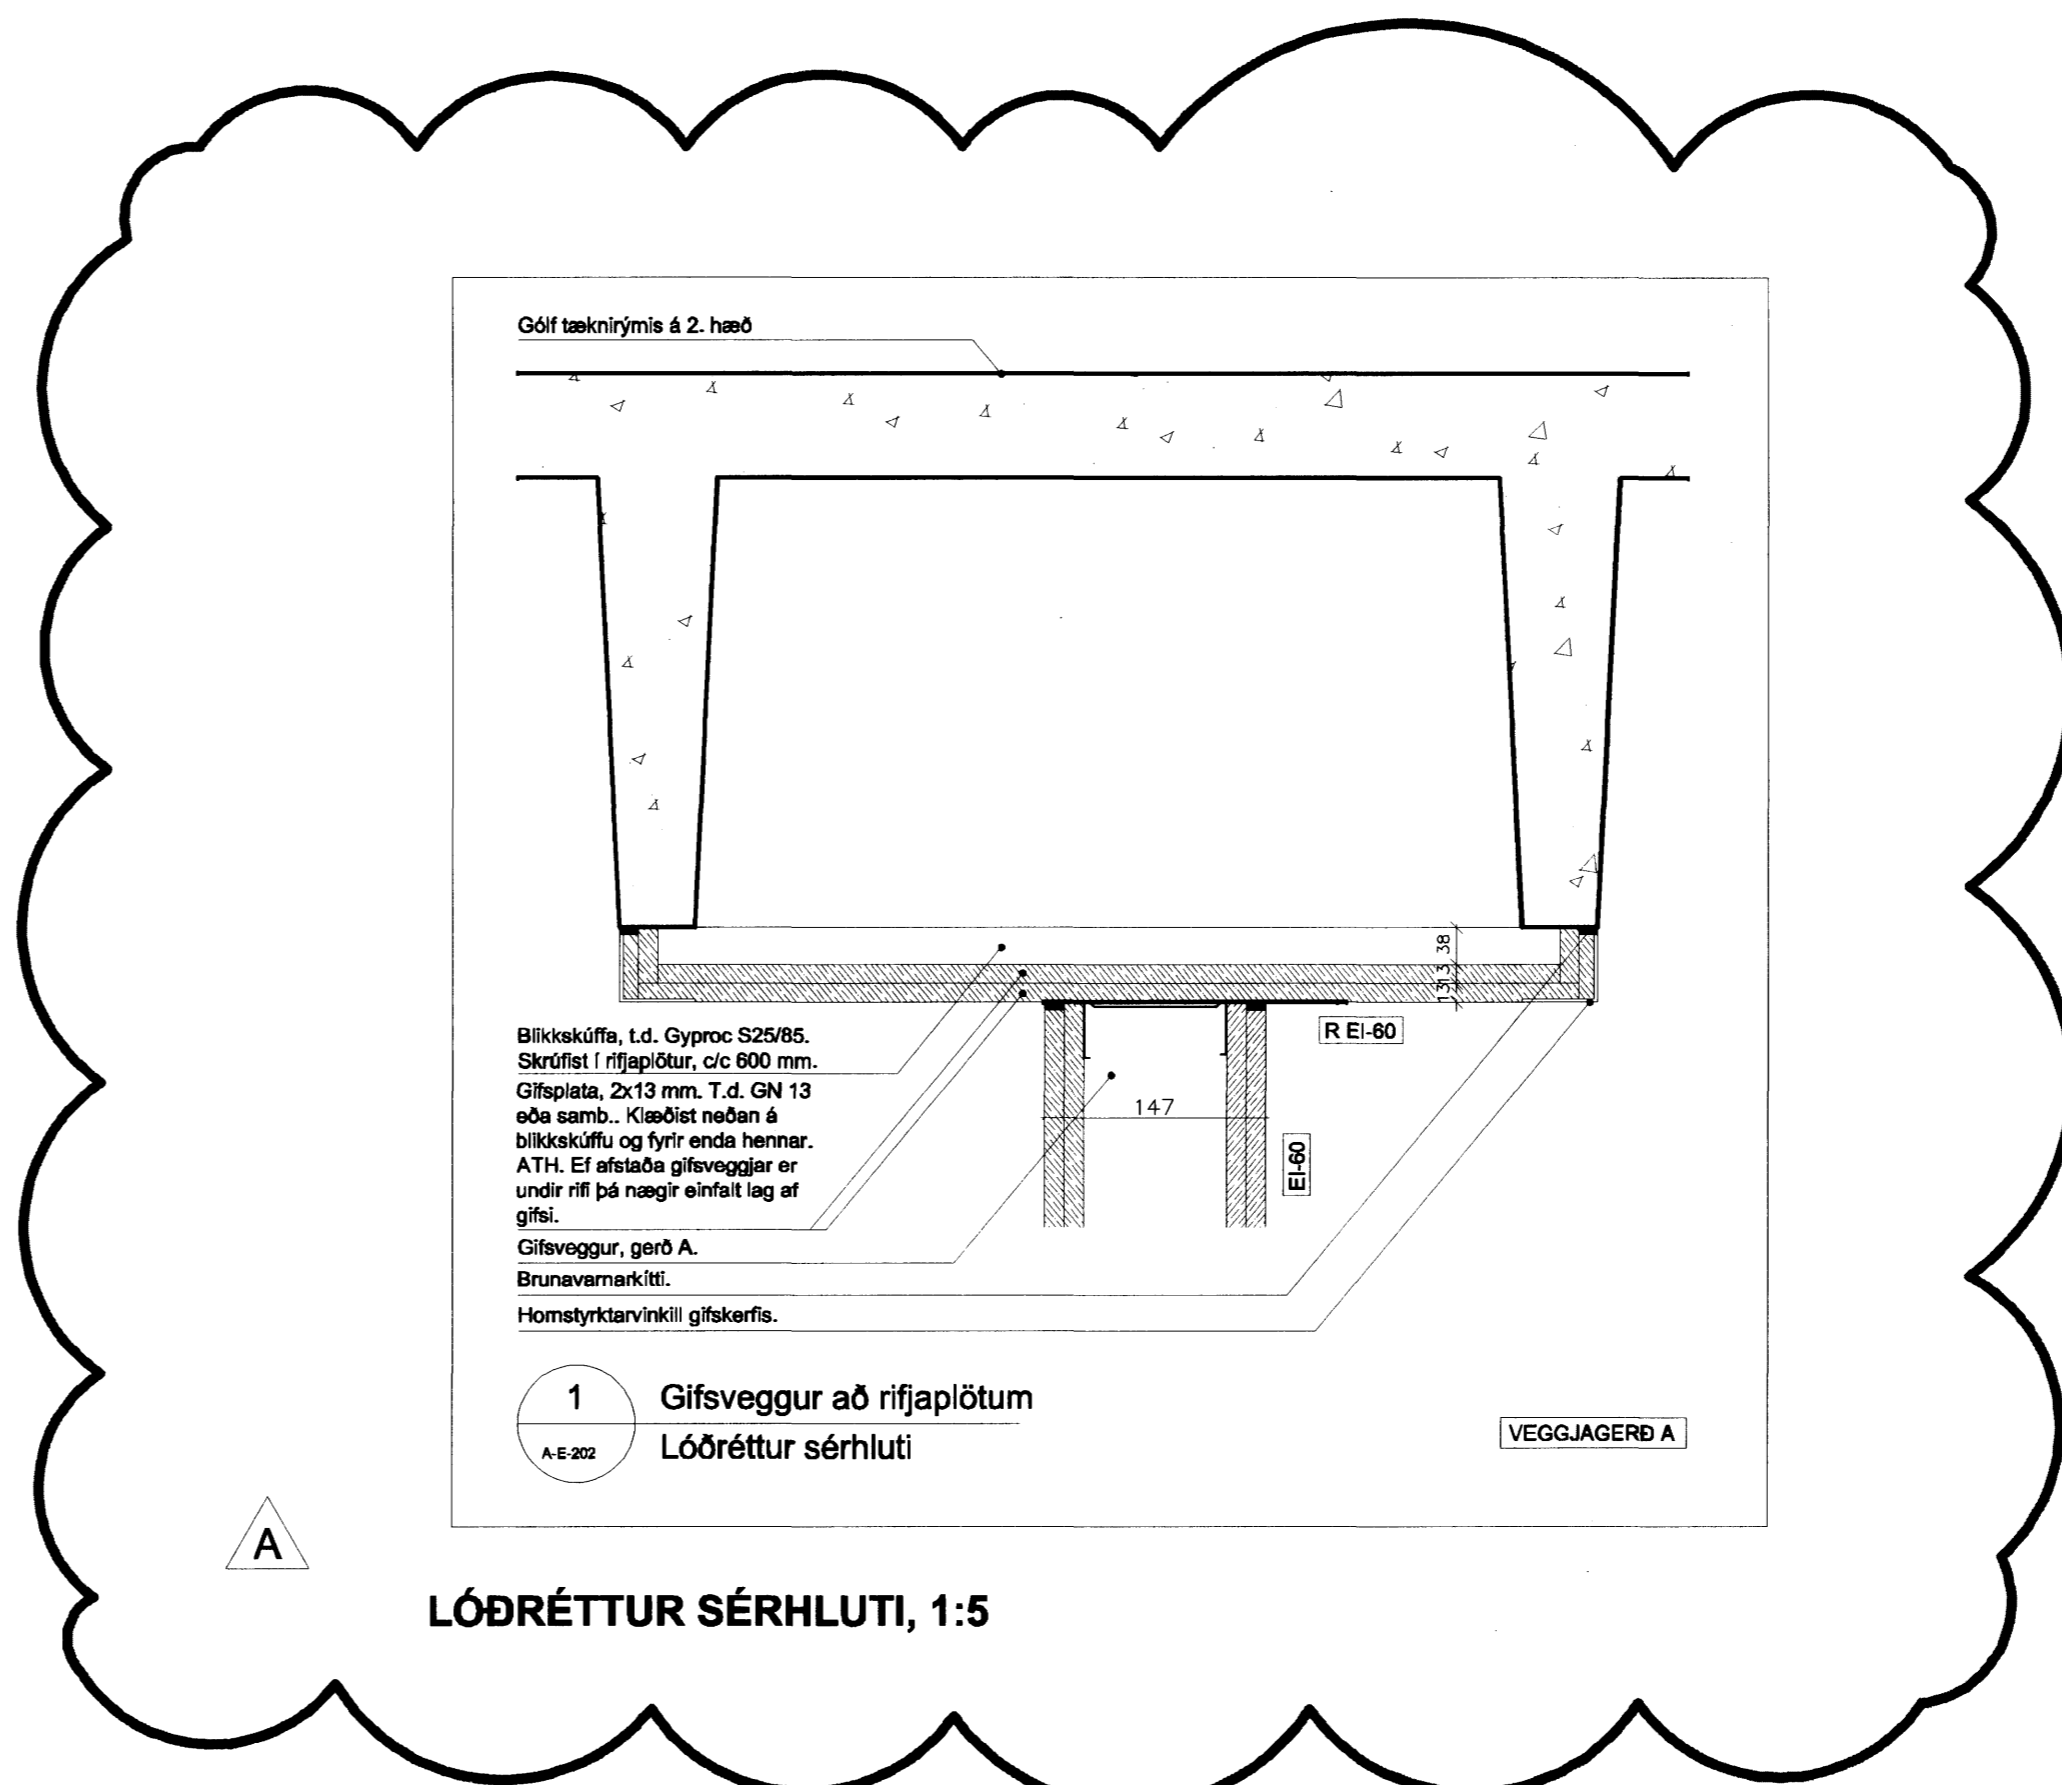 Gólf tæknirýmis á 2. hæð
38
13
13
Blikkskúffa, t.d. Gyproc S25/85.
Skrúfist í rifjaplötur, c/c 600 mm.
Gifsplata, 2x13 mm. T.d. GN 13
eða samb.. Klæðist neðan á
blikkskúffu og fyrir enda hennar.
ATH. Ef afstaða gifsveggjar er
undir rifi þá nægir einfalt lag af
gifsi.
Gifsveggur, gerð A.
Brunavarnarkítti.
Hornstyrktarvinkill gifskerfis.
R EI-60
147
EI-60
1
A-E-202
Gifsveggur að rifjaplötum
Lóðréttur sérhluti
VEGGJAGERÐ A
A
LÓÐRÉTTUR SÉRHLUTI, 1:5